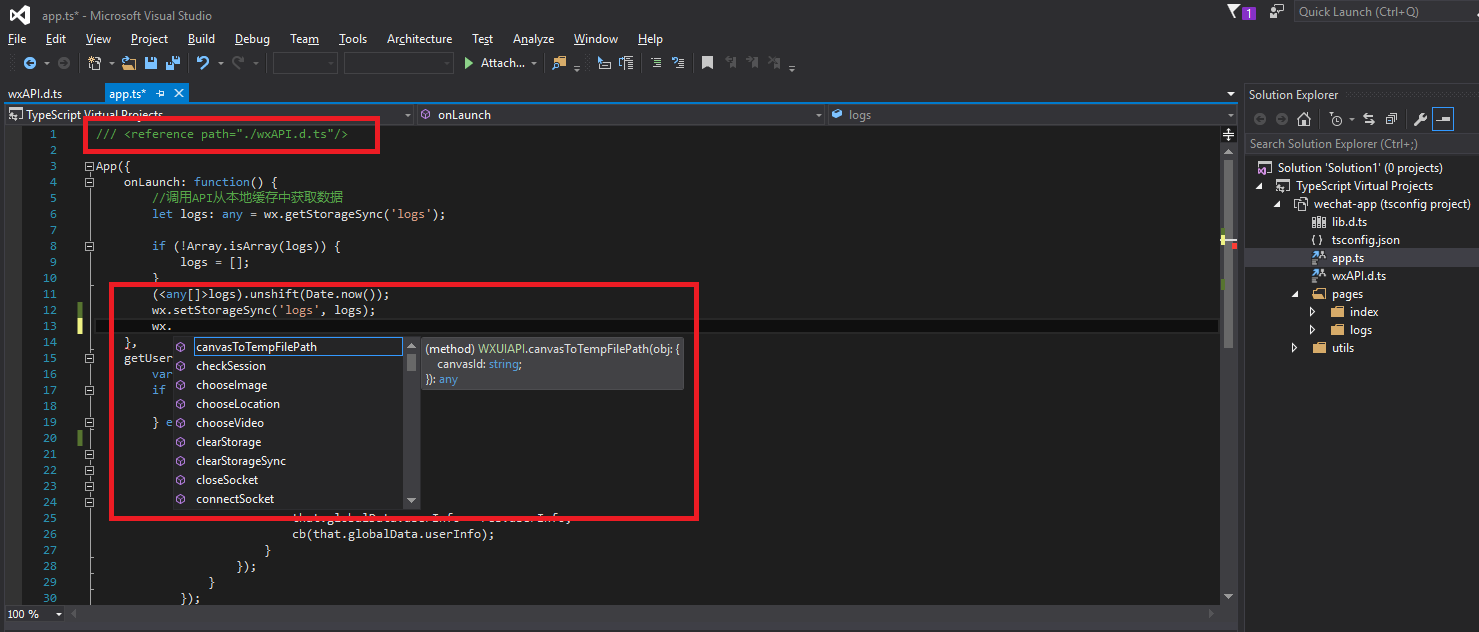 app.ts* - Microsoft Visual Studio
1
Quick Launch (Ctrl+Q)
File Edit View Project Build Debug Team Tools Architecture Test Analyze Window Help
Attach...
wxAPI.d.ts
app.ts*
TypeScript Virtual Projects
onLaunch
logs
1 /// <reference path="./wxAPI.d.ts"/>
2
3 App({
4 onLaunch: function() {
5 //调用API从本地缓存中获取数据
6 let logs: any = wx.getStorageSync('logs');
7
8 if (!Array.isArray(logs)) {
9 logs = [];
10 }
11 (<any[]>logs).unshift(Date.now());
12 wx.setStorageSync('logs', logs);
13 wx.
14 },
15 getUser
16 var
17 if
18
19 } e
20
21
22
23
24
25 that.globalData.userInfo = res.userInfo;
26 cb(that.globalData.userInfo);
27 }
28 });
29 }
30 });
canvasToTempFilePath
checkSession
chooseImage
chooseLocation
chooseVideo
clearStorage
clearStorageSync
closeSocket
connectSocket
(method) WXUIAPI.canvasToTempFilePath(obj: {
canvasId: string;
}): any
100 %
Solution Explorer
Search Solution Explorer (Ctrl+;)
Solution 'Solution1' (0 projects)
TypeScript Virtual Projects
wechat-app (tsconfig project)
lib.d.ts
tsconfig.json
app.ts
wxAPI.d.ts
pages
index
logs
utils